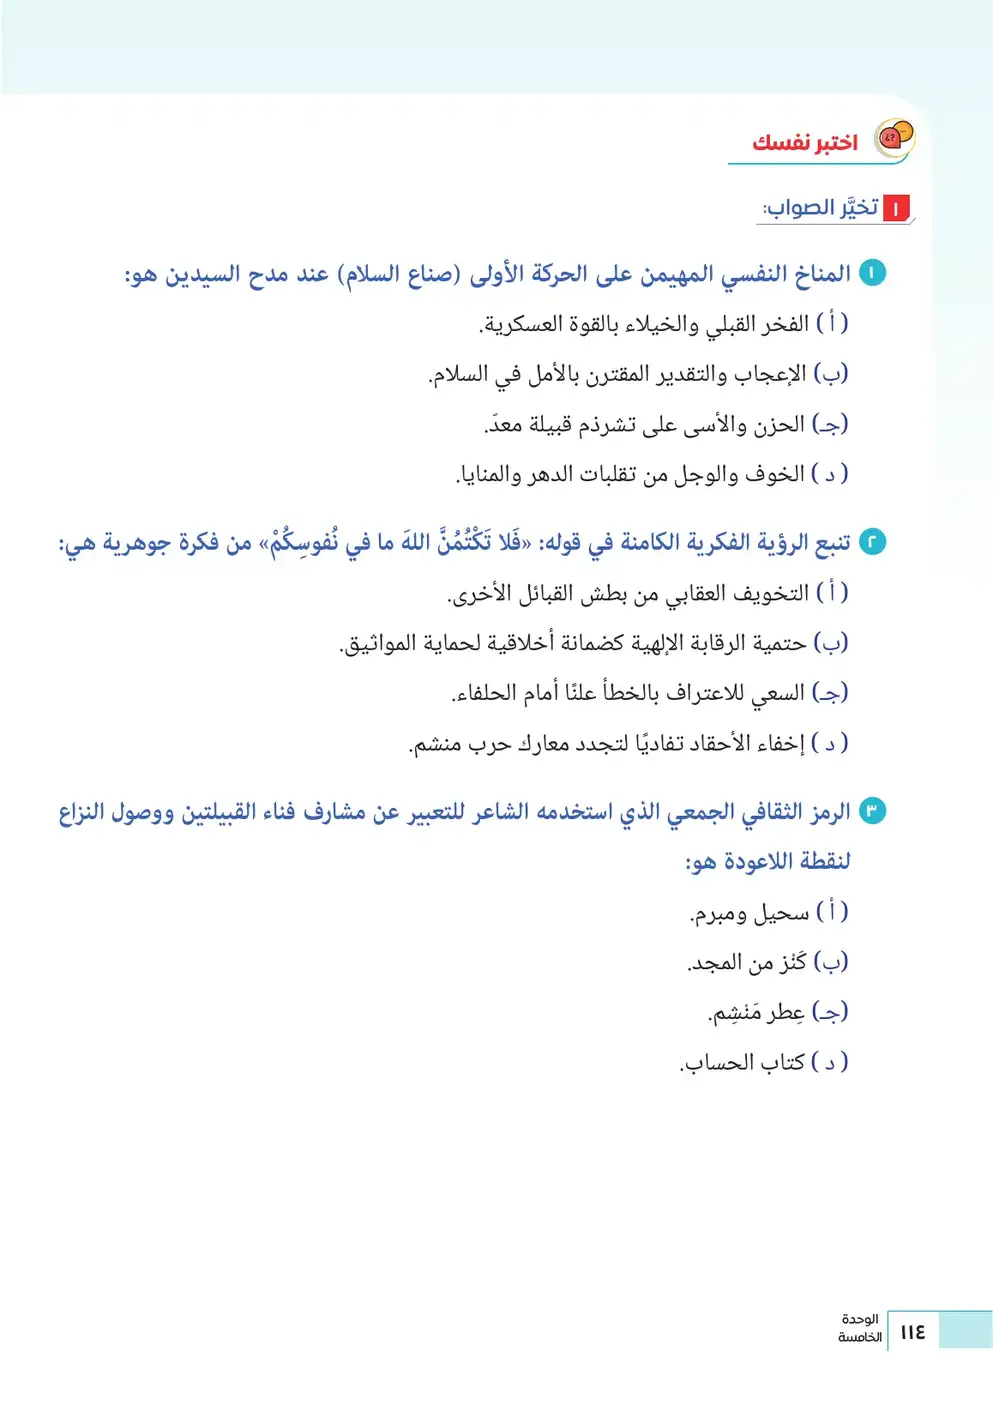 اختبر نفسك
١ تخيَّر الصواب:
١ المناخ النفسي المهيمن على الحركة الأولى (صناع السلام) عند مدح السيدين هو:
( أ ) الفخر القبلي والخيلاء بالقوة العسكرية.
(ب) الإعجاب والتقدير المقترن بالأمل في السلام.
(جـ) الحزن والأسى على تشرذم قبيلة معدّ.
( د ) الخوف والوجل من تقلبات الدهر والمنايا.
٢ تنبع الرؤية الفكرية الكامنة في قوله: «فَلا تَكْتُمُنَّ اللهَ ما في نُفوسِكُمْ» من فكرة جوهرية هي:
( أ ) التخويف العقابي من بطش القبائل الأخرى.
(ب) حتمية الرقابة الإلهية كضمانة أخلاقية لحماية المواثيق.
(جـ) السعي للاعتراف بالخطأ علنًا أمام الحلفاء.
( د ) إخفاء الأحقاد تفاديًا لتجدد معارك حرب منشم.
٣ الرمز الثقافي الجمعي الذي استخدمه الشاعر للتعبير عن مشارف فناء القبيلتين ووصول النزاع
لنقطة اللاعودة هو:
( أ ) سحيل ومبرم.
(ب) كَنْز من المجد.
(جـ) عِطر مَنْشِم.
( د ) كتاب الحساب.
الوحدة
الخامسة
١١٤